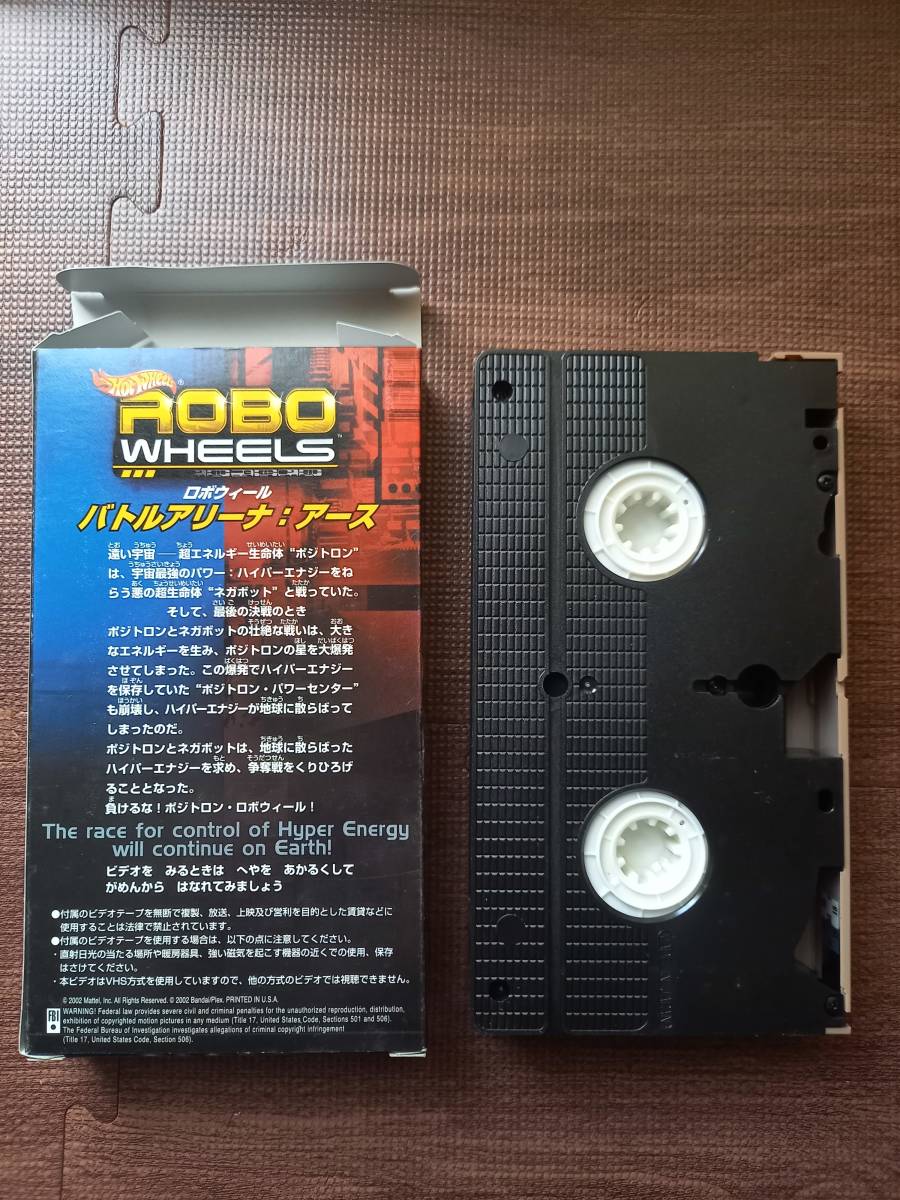 HOT WHEELS®
ROBO
WHEELS™
ロボウィール
バトルアリーナ:アース
遠い宇宙──超エネルギー生命体“ポジトロン”
は、宇宙最強のパワー:ハイパーエナジーをね
らう悪の超生命体“ネガボット”と戦っていた。
そして、最後の決戦のとき
ポジトロンとネガボットの壮絶な戦いは、大き
なエネルギーを生み、ポジトロンの星を大爆発
させてしまった。この爆発でハイパーエナジー
を保存していた“ポジトロン・パワーセンター”
も崩壊し、ハイパーエナジーが地球に散らばって
しまったのだ。
ポジトロンとネガボットは、地球に散らばった
ハイパーエナジーを求め、争奪戦をくりひろげ
ることとなった。
負けるな!ポジトロン・ロボウィール!
The race for control of Hyper Energy
will continue on Earth!
ビデオを みるときは へやを あかるくして
がめんから はなれてみましょう
●付属のビデオテープを無断で複製、放送、上映及び営利を目的とした賃貸などに
使用することは法律で禁止されています。
●付属のビデオテープを使用する場合は、以下の点に注意してください。
・直射日光の当たる場所や暖房器具、強い磁気を起こす機器の近くでの使用、保存
はさけてください。
・本ビデオはVHS方式を使用していますので、他の方式のビデオでは視聴できません。
© 2002 Mattel, Inc. All Rights Reserved. © 2002 Bandai/Plex. PRINTED IN U.S.A.
FBI
WARNING! Federal law provides severe civil and criminal penalties for the unauthorized reproduction, distribution,
exhibition of copyrighted motion pictures in any medium (Title 17, United States Code, Sections 501 and 506).
The Federal Bureau of Investigation investigates allegations of criminal copyright infringement
(Title 17, United States Code, Section 506).